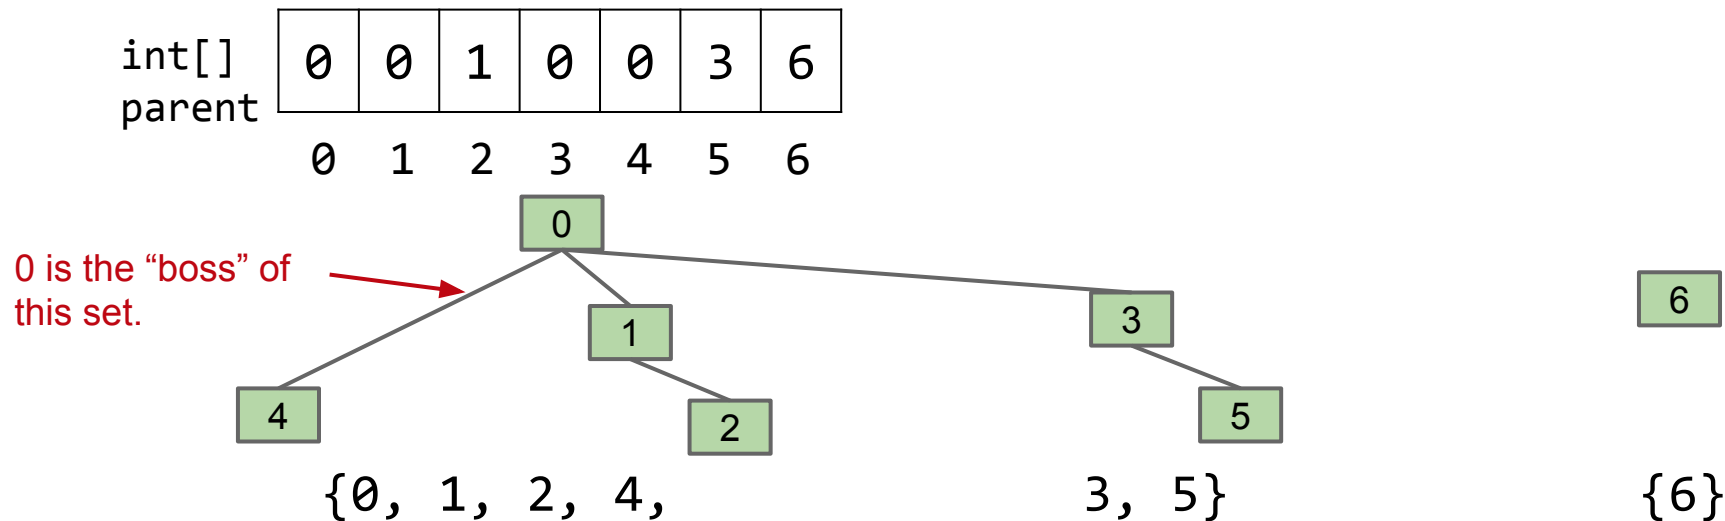 int[]
parent
0 0 1 0 0 3 6
0 1 2 3 4 5 6
0
0 is the “boss” of
this set.
1
3
6
4
2
5
{0, 1, 2, 4, 3, 5} {6}